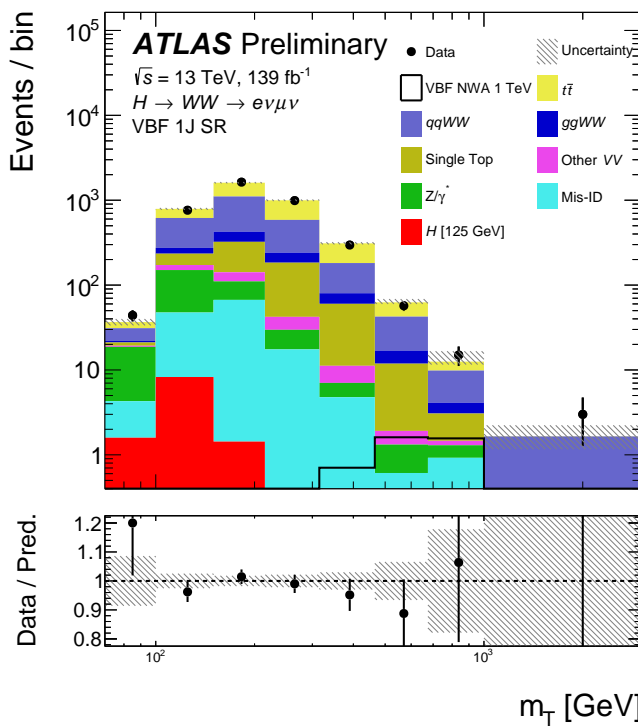 ATLAS Preliminary
√s = 13 TeV, 139 fb⁻¹
H → WW → eνμν
VBF 1J SR
Data
Uncertainty
VBF NWA 1 TeV
tt̄
qqWW
ggWW
Single Top
Other VV
Z/γ*
Mis-ID
H [125 GeV]
Events / bin
10⁵
10⁴
10³
10²
10
1
Data / Pred.
1.2
1.1
1
0.9
0.8
10²
10³
m_T [GeV]